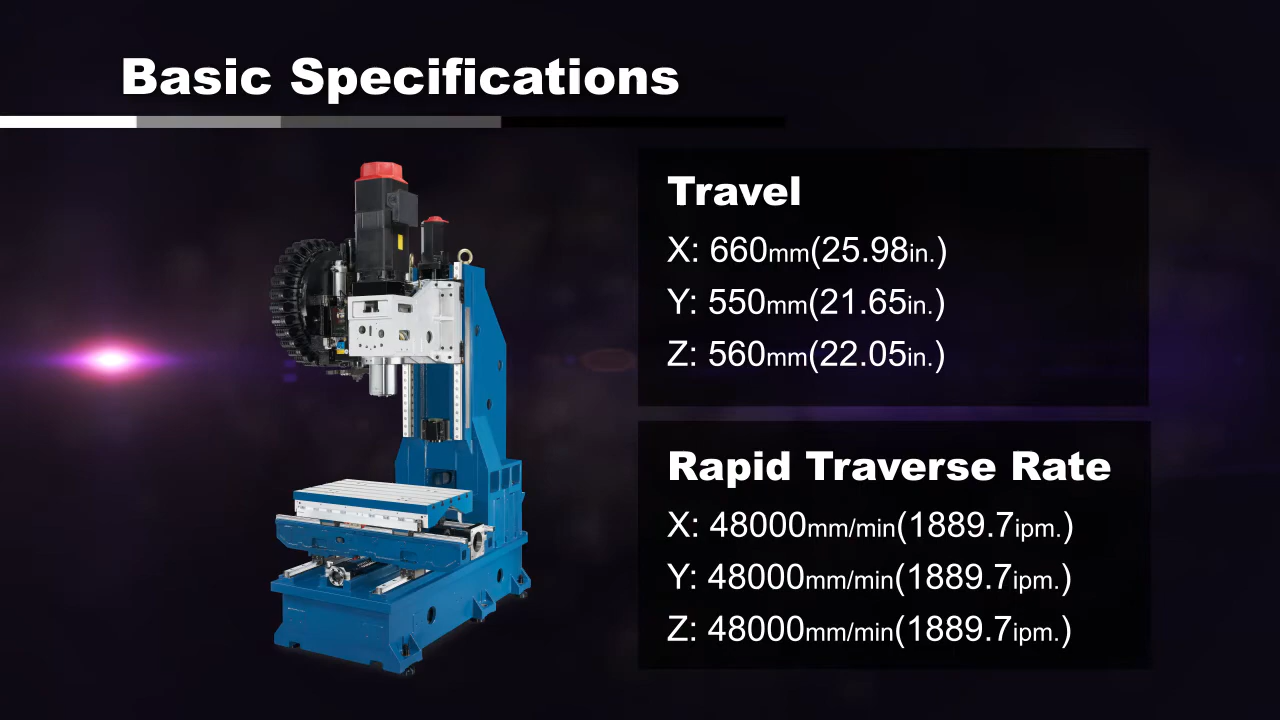 Basic Specifications
Travel
X: 660mm(25.98in.)
Y: 550mm(21.65in.)
Z: 560mm(22.05in.)
Rapid Traverse Rate
X: 48000mm/min(1889.7ipm.)
Y: 48000mm/min(1889.7ipm.)
Z: 48000mm/min(1889.7ipm.)